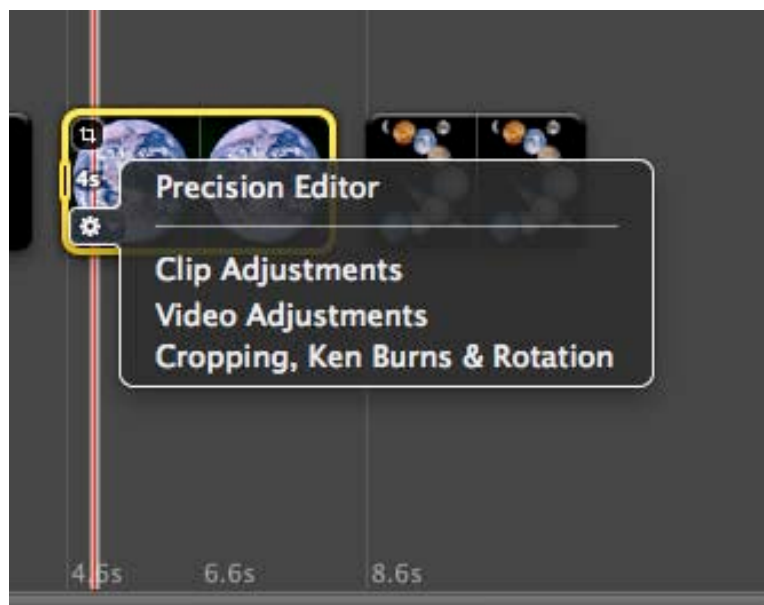 4s
Precision Editor
Clip Adjustments
Video Adjustments
Cropping, Ken Burns & Rotation
4.6s 6.6s 8.6s